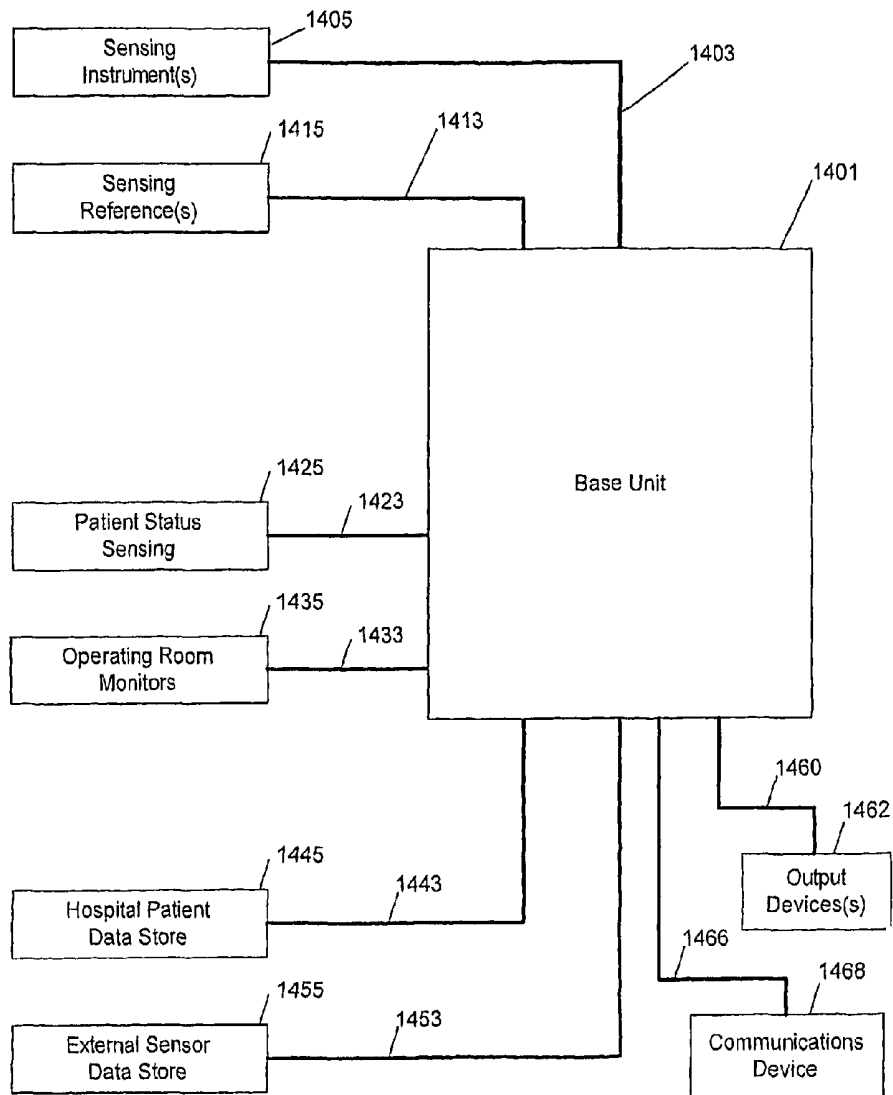 1405
Sensing
Instrument(s)
1403
1415
1413
Sensing
Reference(s)
1401
Base Unit
1425
1423
Patient Status
Sensing
1435
1433
Operating Room
Monitors
1460
1462
Output
Devices(s)
1445
1443
Hospital Patient
Data Store
1466
1468
Communications
Device
1455
1453
External Sensor
Data Store